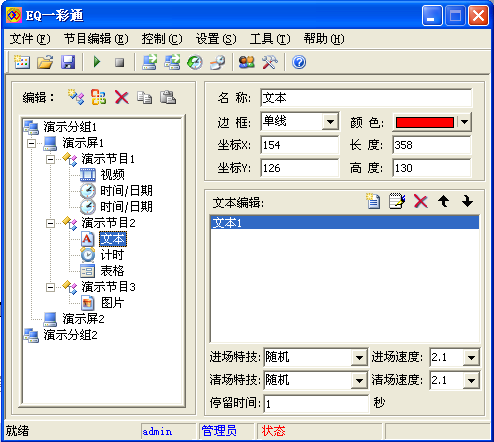 EQ一彩通
文件(F) 节目编辑(E) 控制(C) 设置(S) 工具(T) 帮助(H)
编辑：
演示分组1
演示屏1
演示节目1
视频
时间/日期
时间/日期
演示节目2
文本
计时
表格
演示节目3
图片
演示屏2
演示分组2
名 称: 文本
边 框: 单线 颜 色:
坐标X: 154 长 度: 358
坐标Y: 126 高 度: 130
文本编辑:
文本1
进场特技: 随机 进场速度: 2.1
清场特技: 随机 清场速度: 2.1
停留时间: 1 秒
就绪 admin 管理员 状态